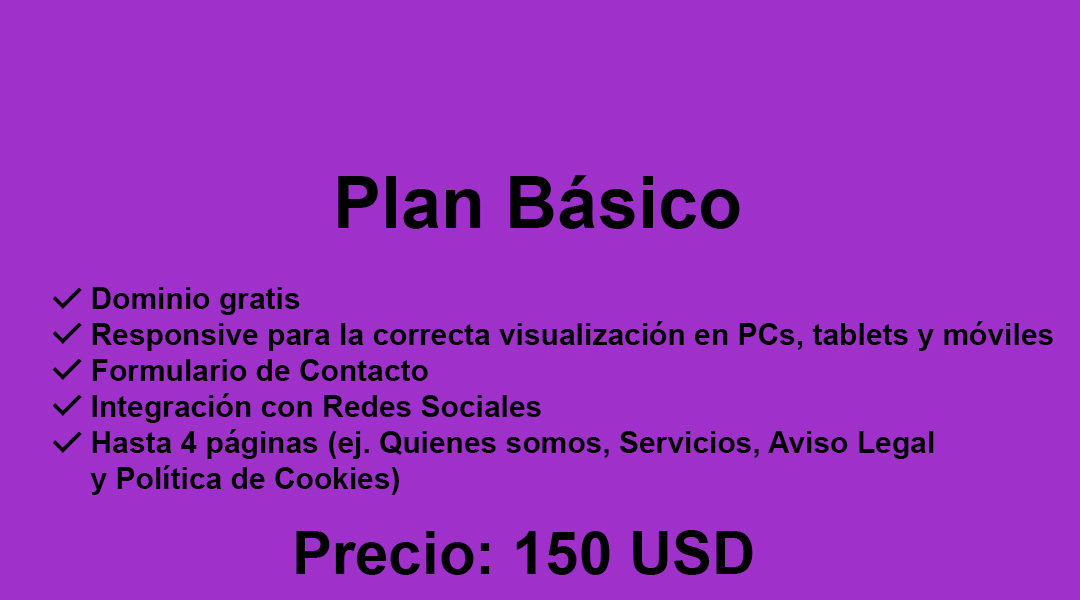 Plan Básico
✓ Dominio gratis
✓ Responsive para la correcta visualización en PCs, tablets y móviles
✓ Formulario de Contacto
✓ Integración con Redes Sociales
✓ Hasta 4 páginas (ej. Quienes somos, Servicios, Aviso Legal
y Política de Cookies)
Precio: 150 USD